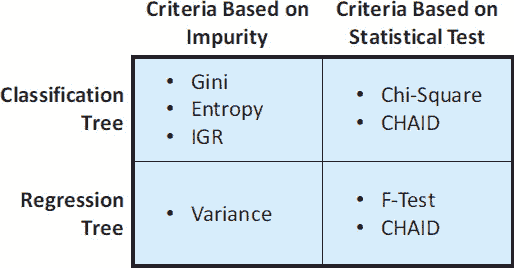 Criteria Based on
Impurity
Criteria Based on
Statistical Test
Classification
Tree
• Gini
• Entropy
• IGR
• Chi-Square
• CHAID
Regression
Tree
• Variance
• F-Test
• CHAID